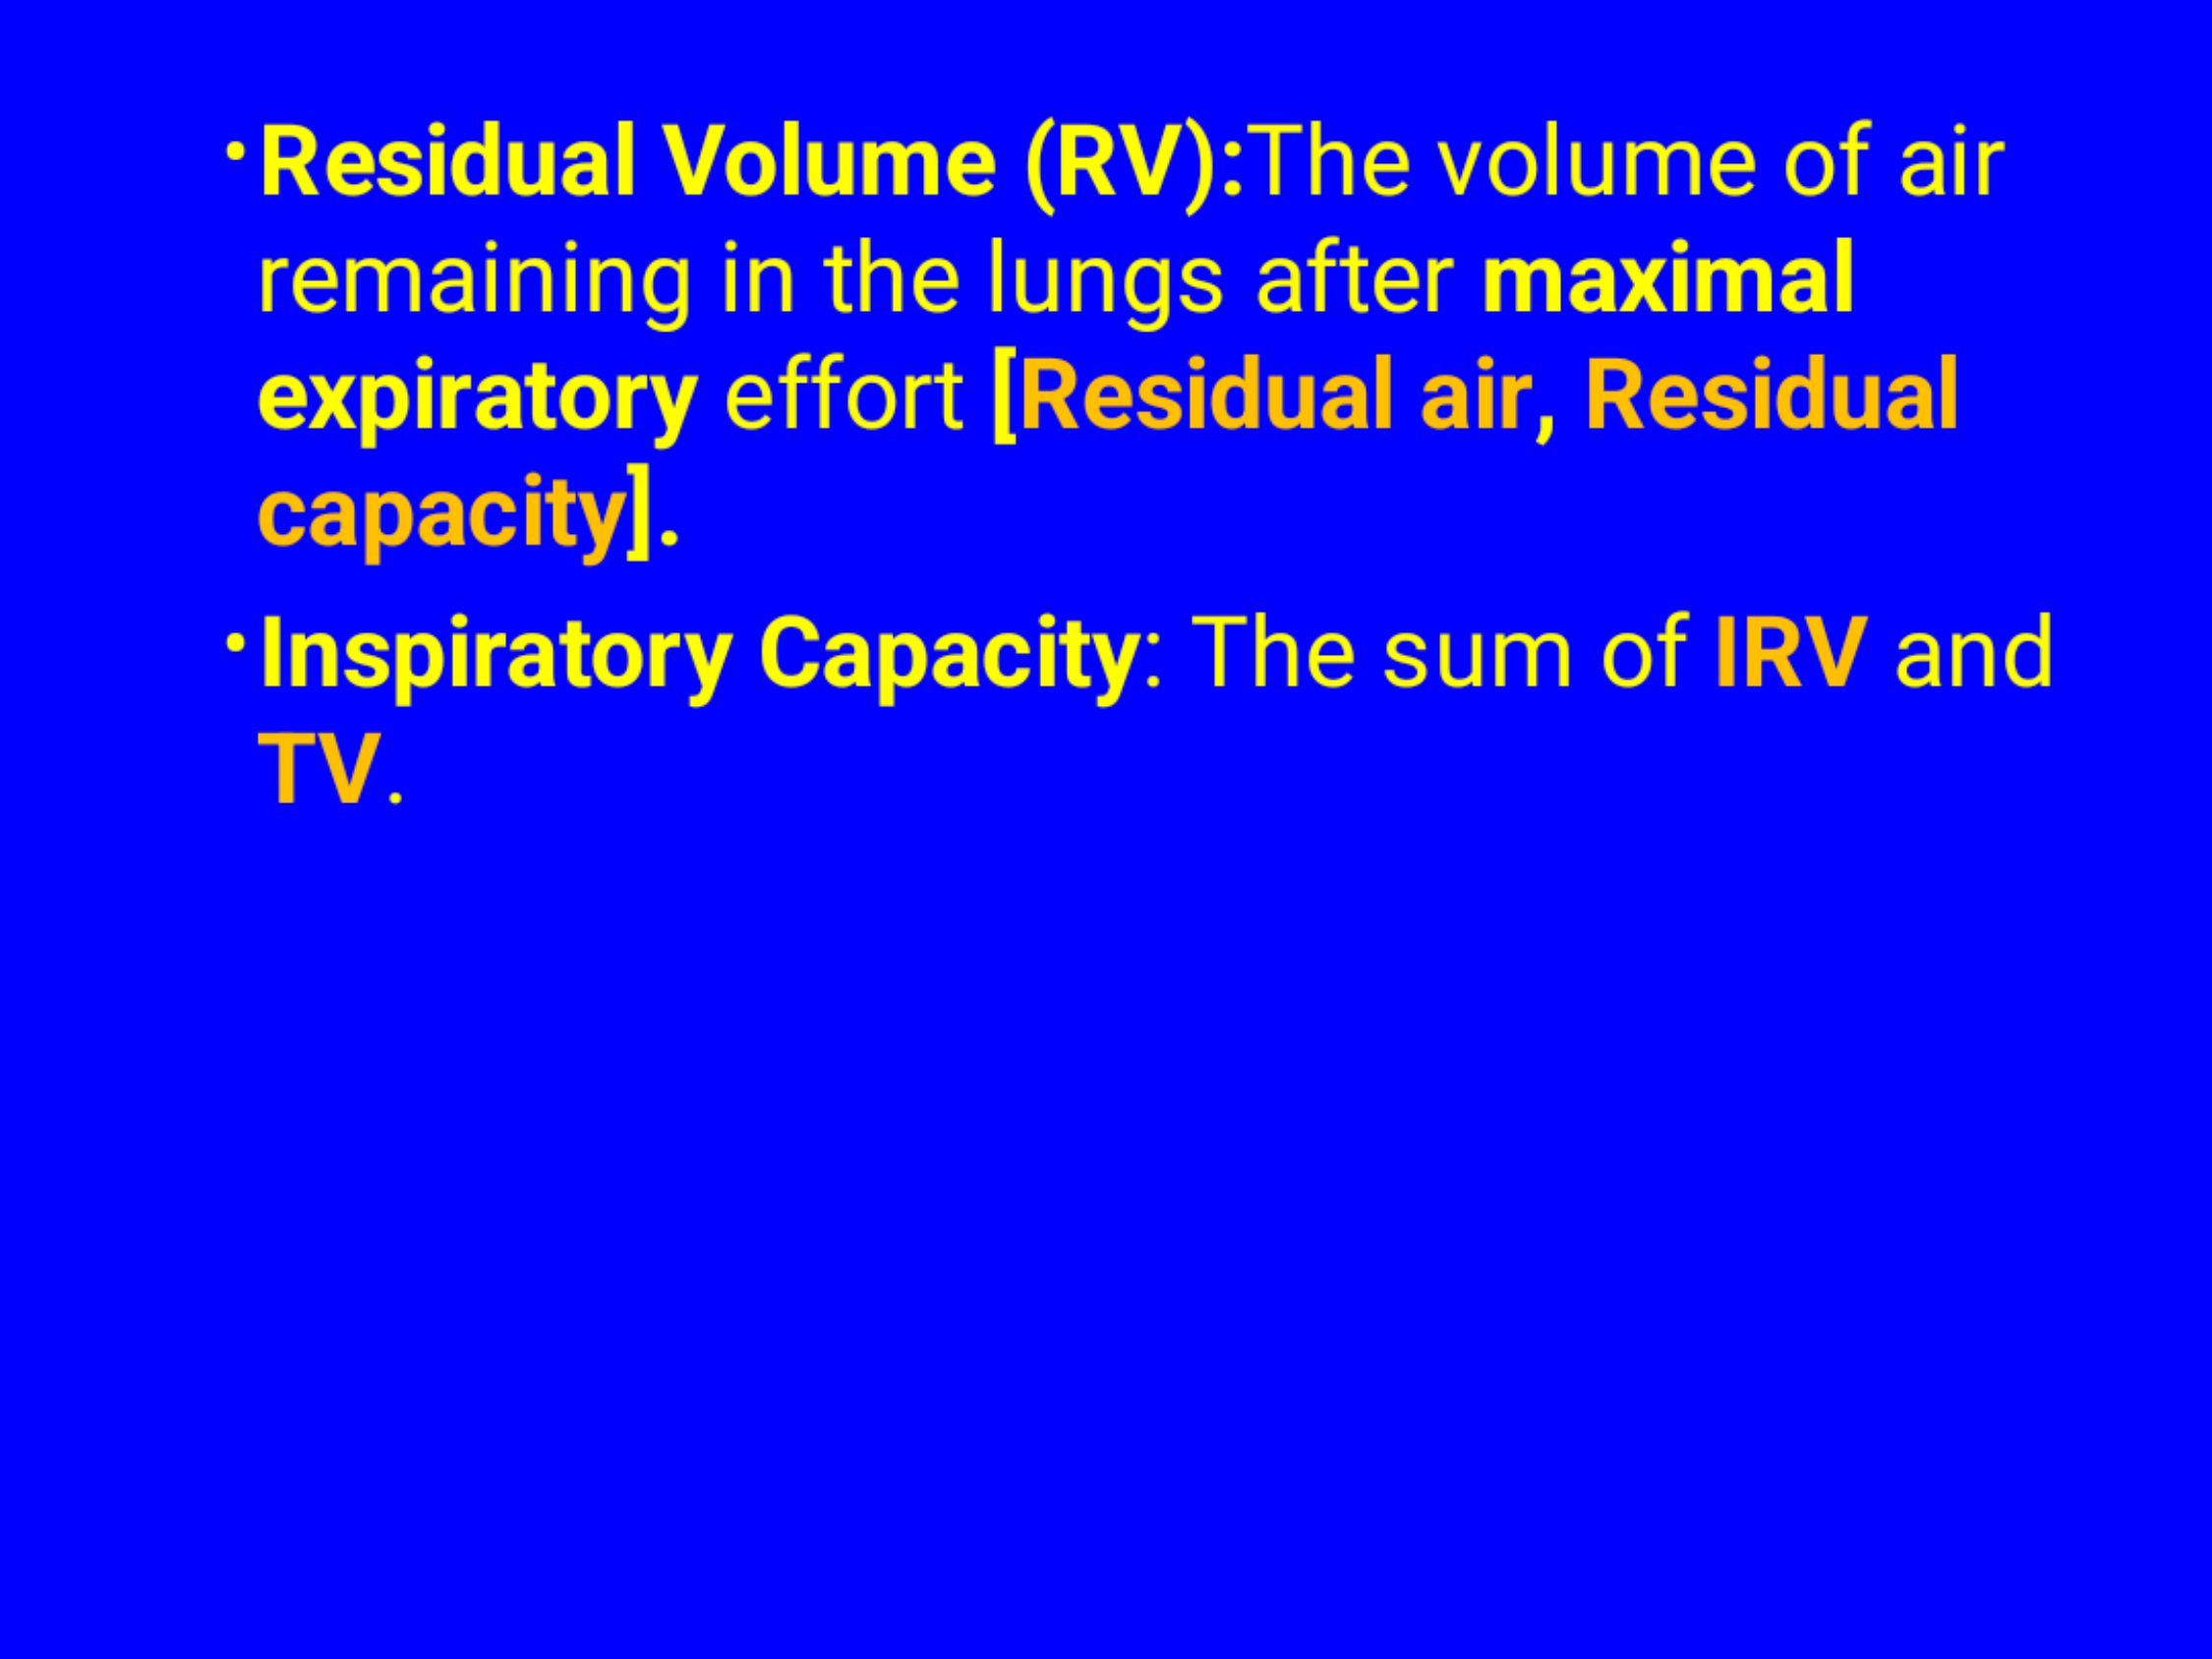 •Residual Volume (RV):The volume of air
remaining in the lungs after maximal
expiratory effort [Residual air, Residual
capacity].
•Inspiratory Capacity: The sum of IRV and
TV.